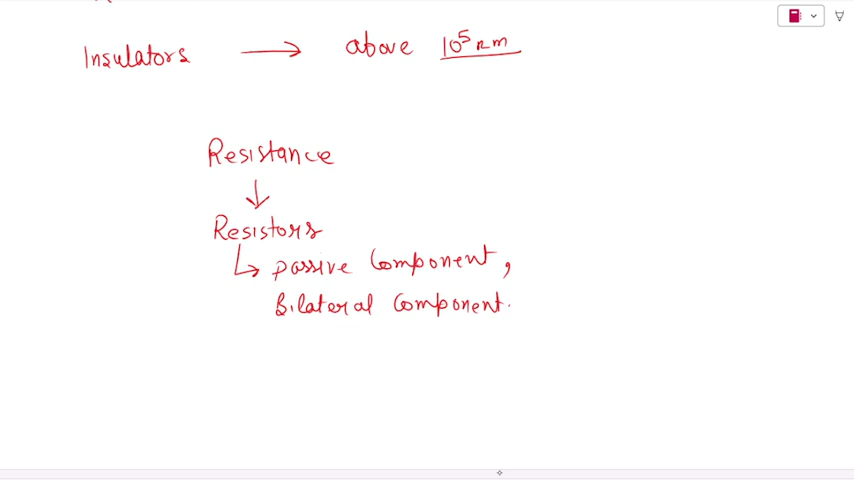 Insulators → above 10⁵ Ωm
Resistance
↓
Resistors
↳ passive Component,
Bilateral Component.